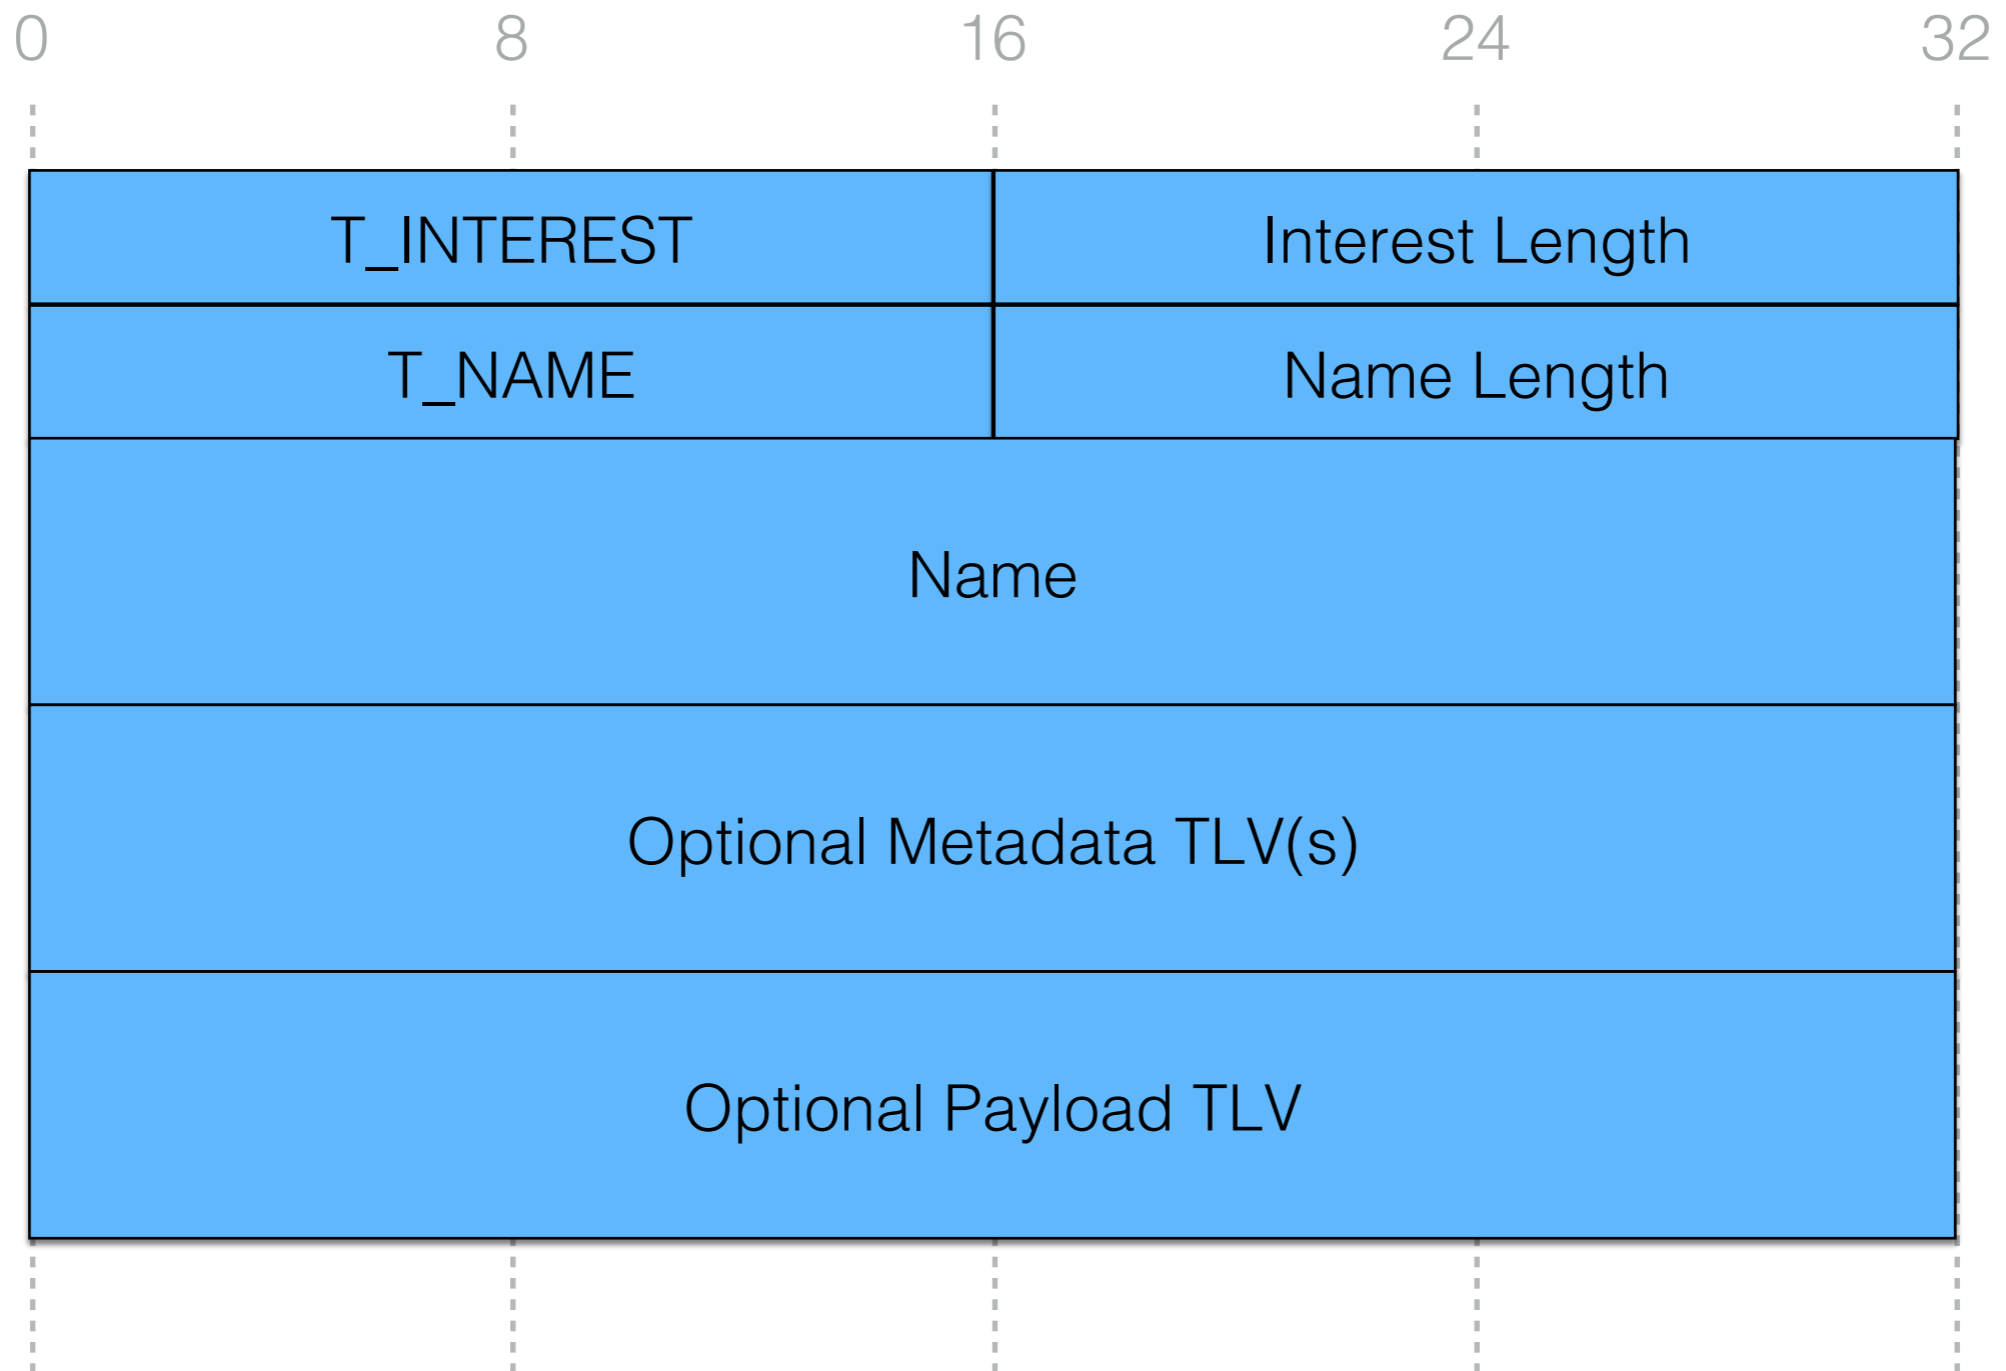 0 8 16 24 32
T_INTEREST Interest Length
T_NAME Name Length
Name
Optional Metadata TLV(s)
Optional Payload TLV